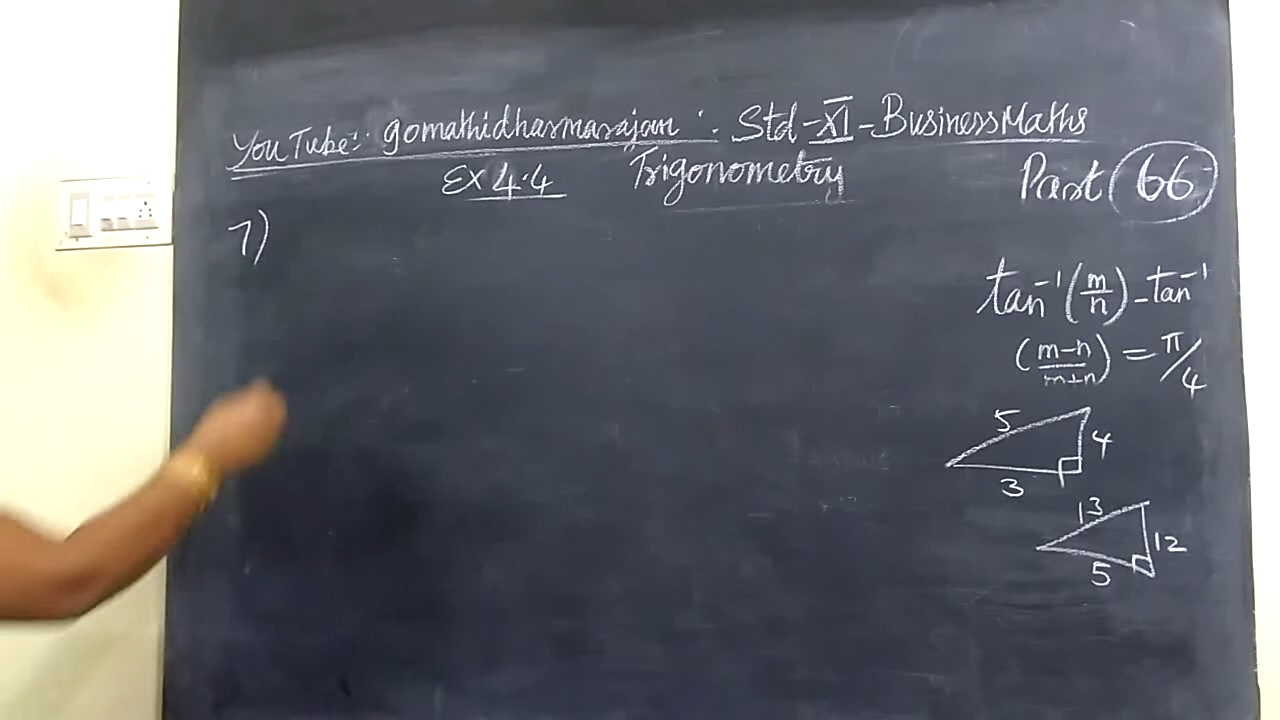 YouTube:. gomathidharmarajan :. Std-XI-BusinessMaths
Ex 4.4 Trigonometry Part 66
7)
tan⁻¹(m/n)-tan⁻¹
(m-n/m+n) = π/4
5
4
3
13
12
5